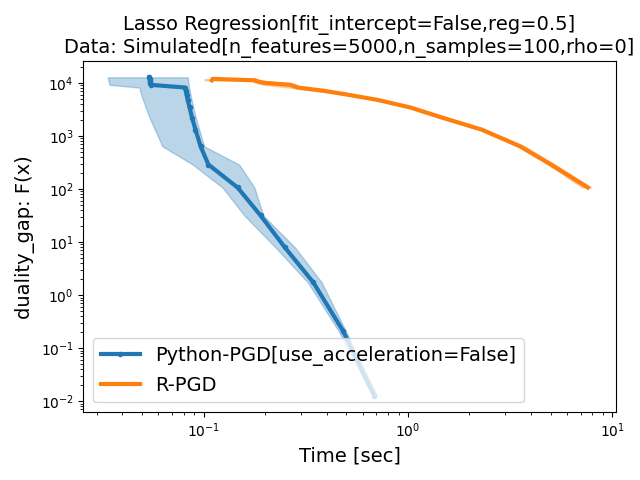 Lasso Regression[fit_intercept=False,reg=0.5]
Data: Simulated[n_features=5000,n_samples=100,rho=0]
duality_gap: F(x)
10⁴
10³
10²
10¹
10⁰
10⁻¹
10⁻²
Python-PGD[use_acceleration=False]
R-PGD
10⁻¹
10⁰
10¹
Time [sec]